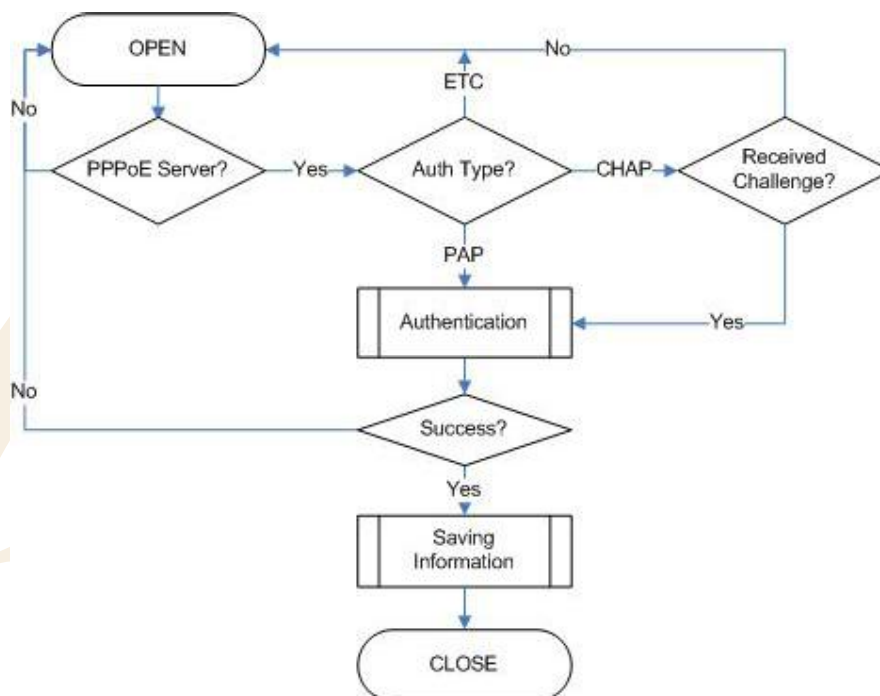 OPEN
No
ETC
No
PPPoE Server?
Yes
Auth Type?
CHAP
Received
Challenge?
PAP
Authentication
Yes
No
Success?
Yes
Saving
Information
CLOSE